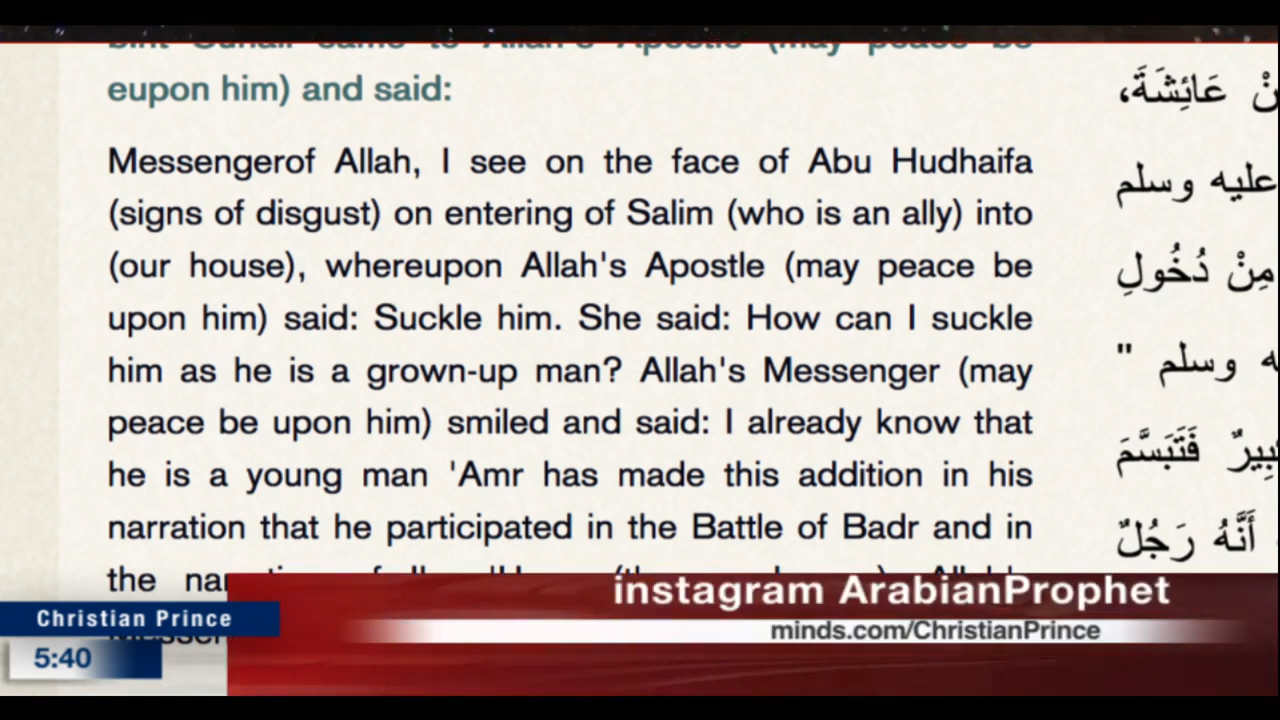 eupon him) and said:
Messengerof Allah, I see on the face of Abu Hudhaifa
(signs of disgust) on entering of Salim (who is an ally) into
(our house), whereupon Allah's Apostle (may peace be
upon him) said: Suckle him. She said: How can I suckle
him as he is a grown-up man? Allah's Messenger (may
peace be upon him) smiled and said: I already know that
he is a young man 'Amr has made this addition in his
narration that he participated in the Battle of Badr and in
the
عَائِشَةَ،
عليه وسلم
مِنْ دُخُولِ
وسلم "
فَتَبَسَّمَ
أَنَّهُ رَجُلٌ
instagram ArabianProphet
minds.com/ChristianPrince
Christian Prince
5:40